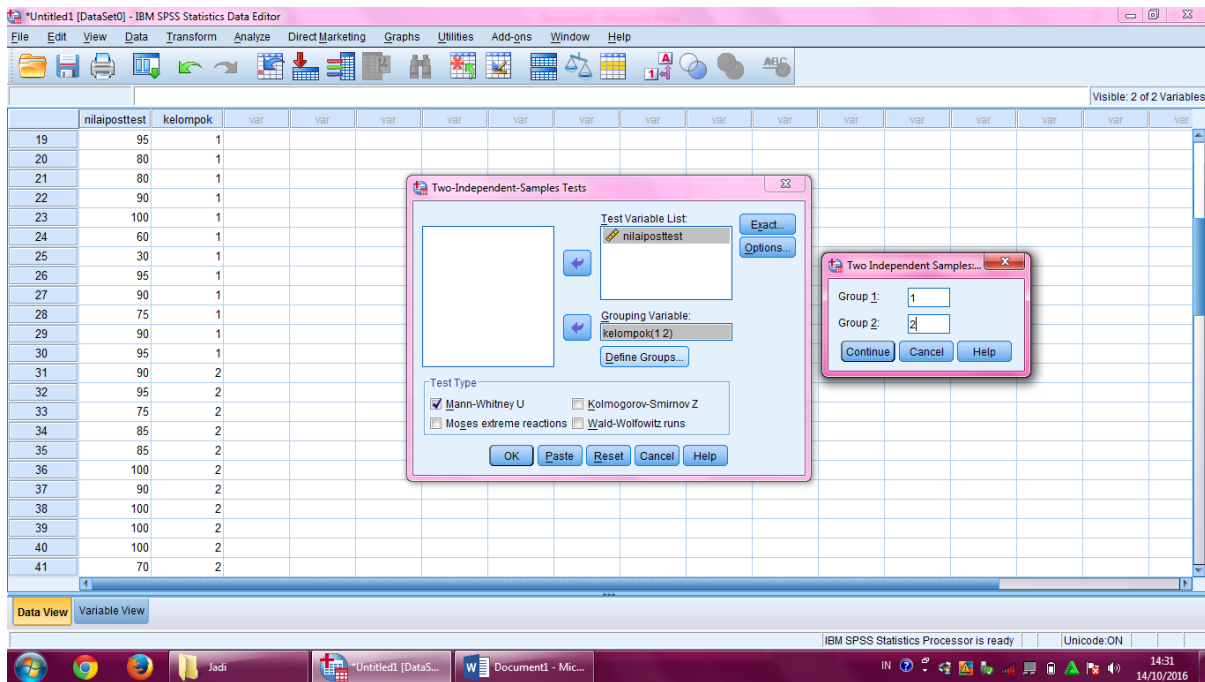 *Untitled1 [DataSet0] - IBM SPSS Statistics Data Editor
File Edit View Data Transform Analyze Direct Marketing Graphs Utilities Add-ons Window Help
Visible: 2 of 2 Variables
nilaiposttest kelompok var var var var var var var var var var var var var var var
19 95 1
20 80 1
21 80 1
22 90 1
23 100 1
24 60 1
25 30 1
26 95 1
27 90 1
28 75 1
29 90 1
30 95 1
31 90 2
32 95 2
33 75 2
34 85 2
35 85 2
36 100 2
37 90 2
38 100 2
39 100 2
40 100 2
41 70 2
Two-Independent-Samples Tests
Test Variable List:
nilaiposttest
Exact...
Options...
Grouping Variable:
kelompok(1 2)
Define Groups...
Test Type
Mann-Whitney U Kolmogorov-Smirnov Z
Moses extreme reactions Wald-Wolfowitz runs
OK Paste Reset Cancel Help
Two Independent Samples:...
Group 1: 1
Group 2: 2
Continue Cancel Help
Data View Variable View
IBM SPSS Statistics Processor is ready Unicode:ON
Jadi *Untitled1 [DataS... Document1 - Mic... IN 14:31
14/10/2016